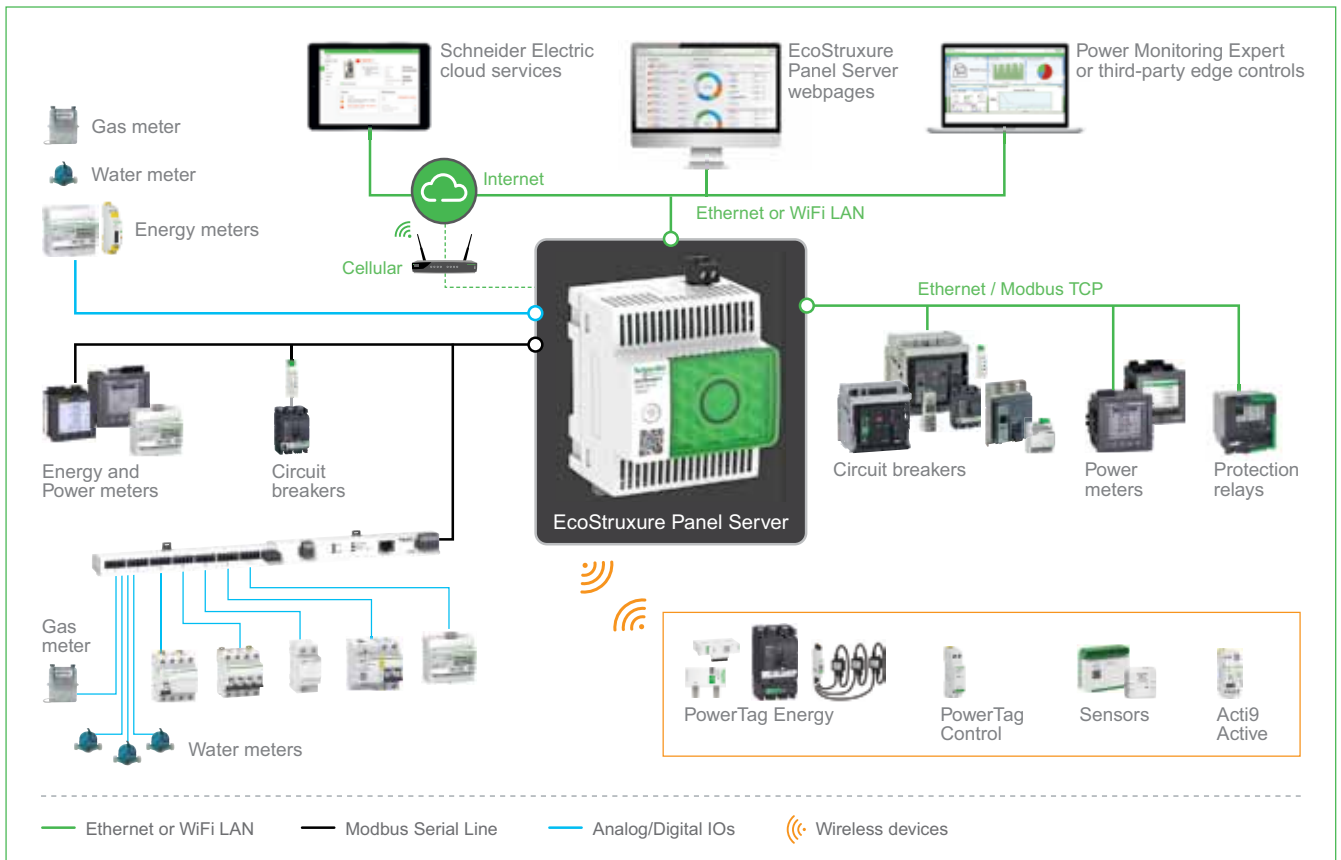 Schneider Electric
cloud services
EcoStruxure
Panel Server
webpages
Power Monitoring Expert
or third-party edge controls
Gas meter
Water meter
Energy meters
Internet
Ethernet or WiFi LAN
Cellular
Ethernet / Modbus TCP
Energy and
Power meters
Circuit
breakers
EcoStruxure Panel Server
Circuit breakers
Power
meters
Protection
relays
Gas
meter
Water meters
PowerTag Energy
PowerTag
Control
Sensors
Acti9
Active
Ethernet or WiFi LAN
Modbus Serial Line
Analog/Digital IOs
Wireless devices